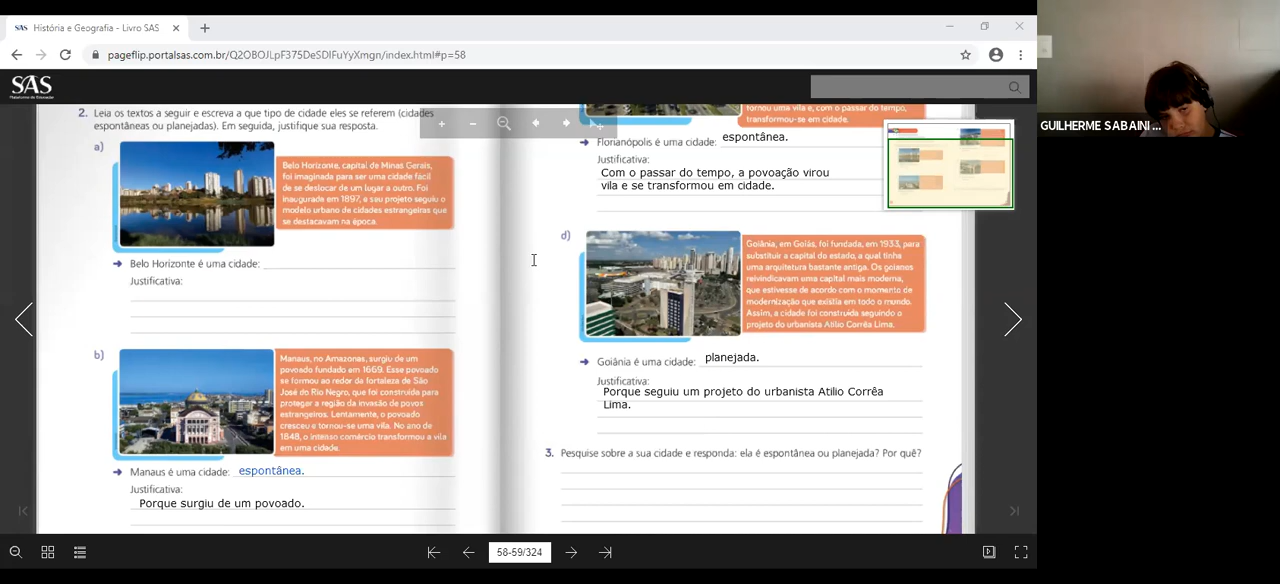 SAS História e Geografia - Livro SAS
pageflip.portalsas.com.br/Q2OBOJLpF375DeSDIFuYyXmgn/index.html#p=58
SAS
GUILHERME SABAINI ...
2. Leia os textos a seguir e escreva a que tipo de cidade eles se referem (cidades
espontâneas ou planejadas). Em seguida, justifique sua resposta.
a)
Belo Horizonte, capital de Minas Gerais,
foi imaginada para ser uma cidade fácil
de se deslocar de um lugar a outro. Foi
inaugurada em 1897, e seu projeto seguiu o
modelo urbano de cidades estrangeiras que
se destacavam na época.
Belo Horizonte é uma cidade:
Justificativa:
b)
Manaus, no Amazonas, surgiu de um
povoado fundado em 1669. Esse povoado
se formou ao redor da fortaleza de São
José do Rio Negro, que foi construída para
proteger a região da invasão de povos
estrangeiros. Lentamente, o povoado
cresceu e tornou-se uma vila. No ano de
1848, o intenso comércio transformou a vila
em uma cidade.
Manaus é uma cidade: espontânea.
Justificativa:
Porque surgiu de um povoado.
tornou uma vila e, com o passar do tempo,
transformou-se em cidade.
Florianópolis é uma cidade: espontânea.
Justificativa:
Com o passar do tempo, a povoação virou
vila e se transformou em cidade.
d)
Goiânia, em Goiás, foi fundada, em 1933, para
substituir a capital do estado, a qual tinha
uma arquitetura bastante antiga. Os goianos
reivindicavam uma capital mais moderna,
que estivesse de acordo com o momento de
modernização que existia em todo o mundo.
Assim, a cidade foi construída seguindo o
projeto do urbanista Atilio Corrêa Lima.
Goiânia é uma cidade: planejada.
Justificativa:
Porque seguiu um projeto do urbanista Atilio Corrêa
Lima.
3. Pesquise sobre a sua cidade e responda: ela é espontânea ou planejada? Por quê?
58-59/324